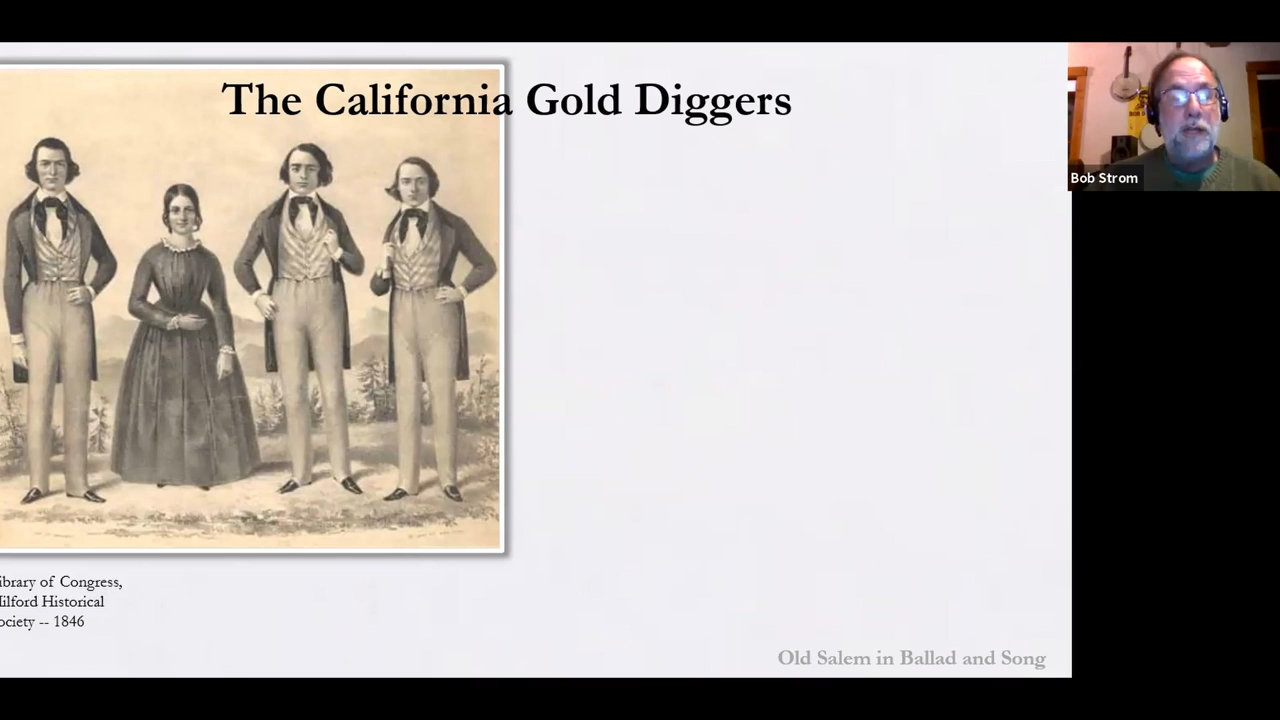 The California Gold Diggers
Bob Strom
ibrary of Congress,
ilford Historical
ociety -- 1846
Old Salem in Ballad and Song